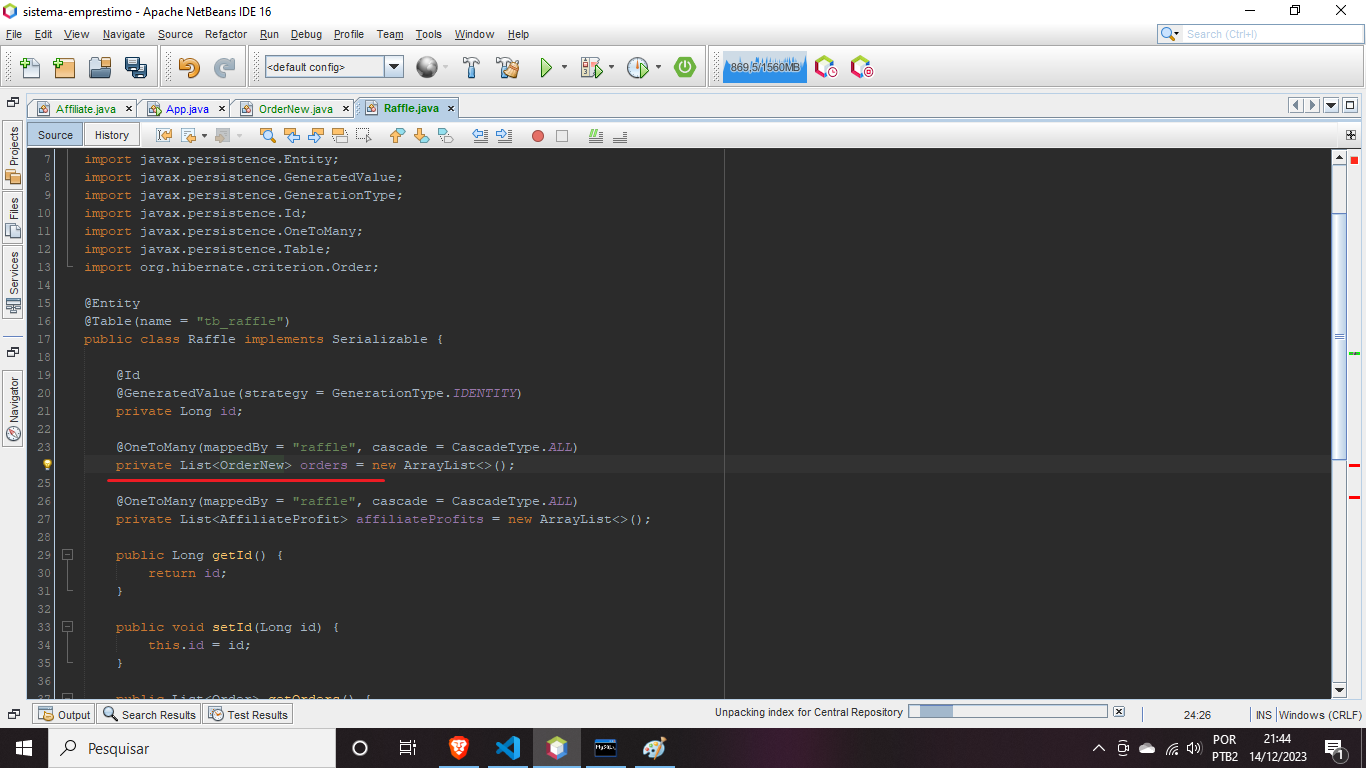 sistema-emprestimo - Apache NetBeans IDE 16
File Edit View Navigate Source Refactor Run Debug Profile Team Tools Window Help
Search (Ctrl+I)
<default config>
869,5/1560MB
Affiliate.java
App.java
OrderNew.java
Raffle.java
Source History
Projects
Files
Services
Navigator
7 import javax.persistence.Entity;
8 import javax.persistence.GeneratedValue;
9 import javax.persistence.GenerationType;
10 import javax.persistence.Id;
11 import javax.persistence.OneToMany;
12 import javax.persistence.Table;
13 import org.hibernate.criterion.Order;
14
15 @Entity
16 @Table(name = "tb_raffle")
17 public class Raffle implements Serializable {
18
19 @Id
20 @GeneratedValue(strategy = GenerationType.IDENTITY)
21 private Long id;
22
23 @OneToMany(mappedBy = "raffle", cascade = CascadeType.ALL)
private List<OrderNew> orders = new ArrayList<>();
25
26 @OneToMany(mappedBy = "raffle", cascade = CascadeType.ALL)
27 private List<AffiliateProfit> affiliateProfits = new ArrayList<>();
28
29 public Long getId() {
30 return id;
31 }
32
33 public void setId(Long id) {
34 this.id = id;
35 }
36
37 public List<Order> getOrders() {
Output Search Results Test Results
Unpacking index for Central Repository
24:26
INS
Windows (CRLF)
Pesquisar
MySQL
POR
PTB2
21:44
14/12/2023
1